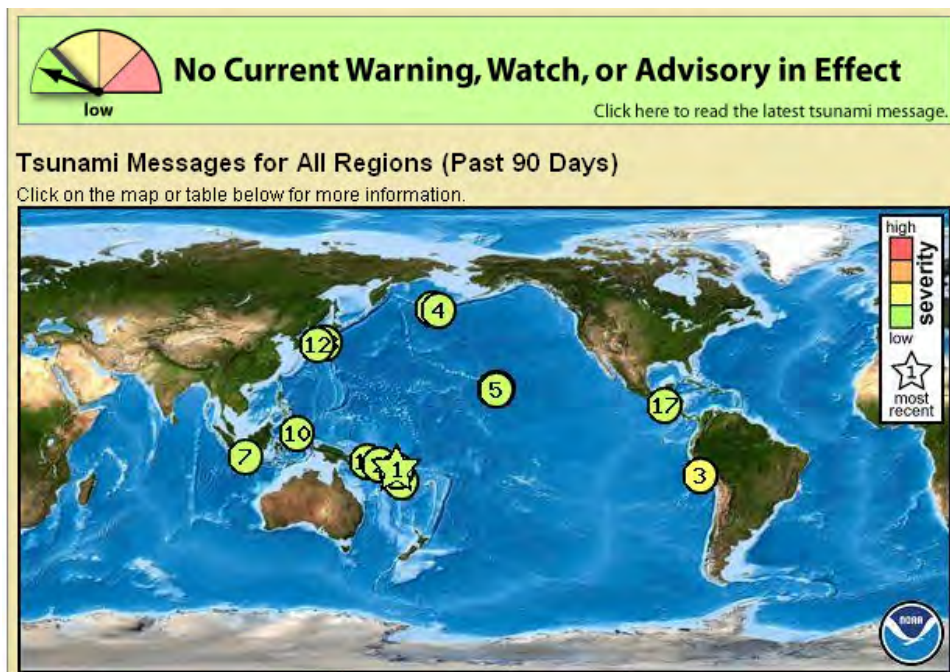 No Current Warning, Watch, or Advisory in Effect
low
Click here to read the latest tsunami message.
Tsunami Messages for All Regions (Past 90 Days)
Click on the map or table below for more information.
high
severity
low
1
most
recent
4
12
5
17
10
7
1
3
NOAA